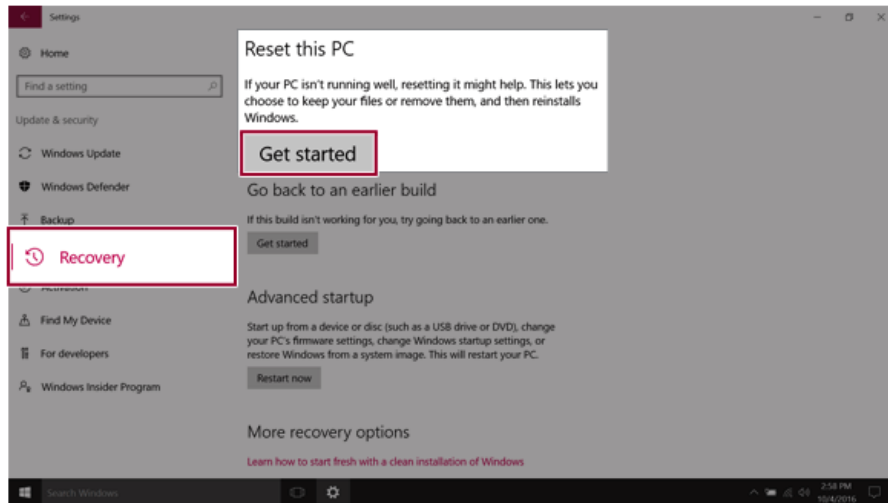 Settings
Home
Find a setting
Update & security
Windows Update
Windows Defender
Backup
Recovery
Activation
Find My Device
For developers
Windows Insider Program
Reset this PC
If your PC isn't running well, resetting it might help. This lets you
choose to keep your files or remove them, and then reinstalls
Windows.
Get started
Go back to an earlier build
If this build isn't working for you, try going back to an earlier one.
Get started
Advanced startup
Start up from a device or disc (such as a USB drive or DVD), change
your PC's firmware settings, change Windows startup settings, or
restore Windows from a system image. This will restart your PC.
Restart now
More recovery options
Learn how to start fresh with a clean installation of Windows
Search Windows
2:58 PM
10/4/2016